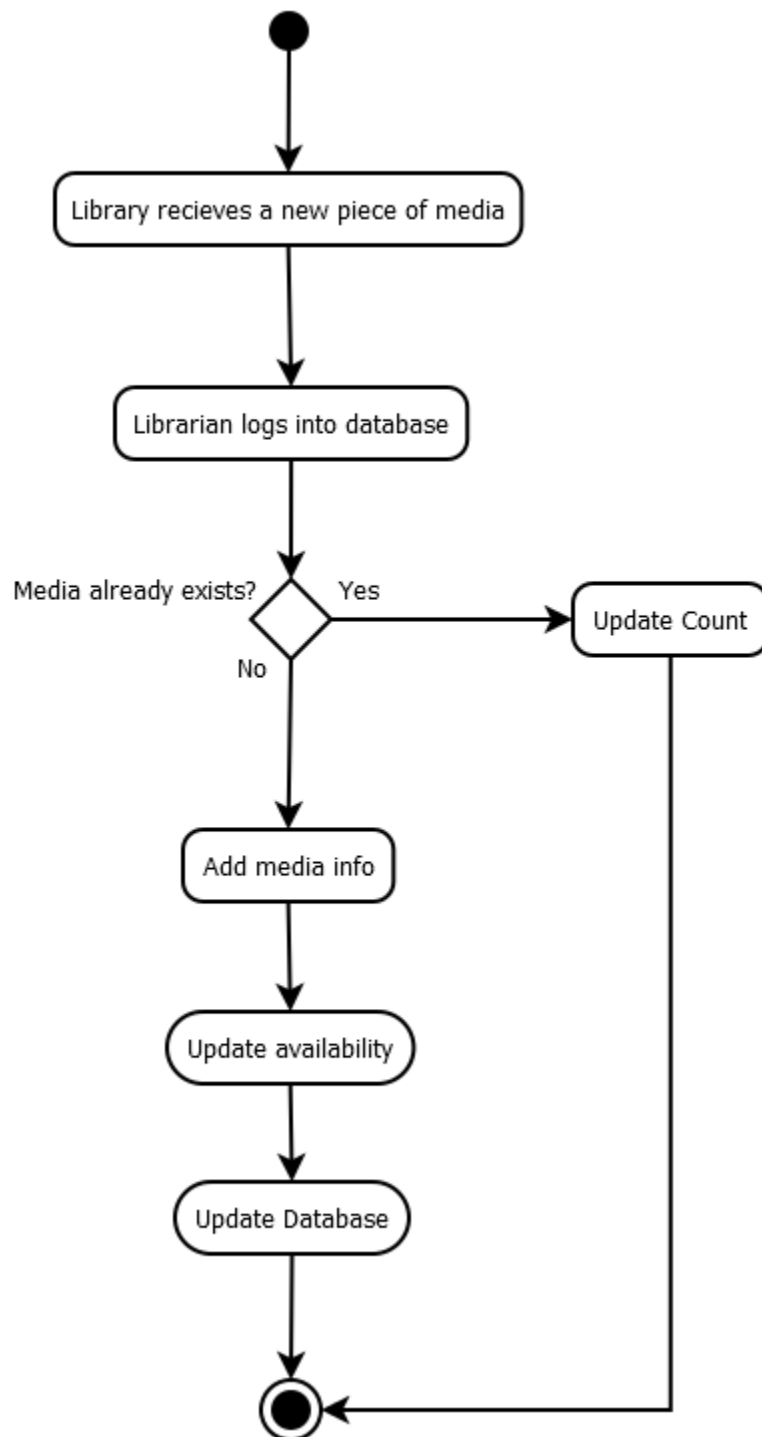 Library recieves a new piece of media
Librarian logs into database
Media already exists?
Yes
Update Count
No
Add media info
Update availability
Update Database